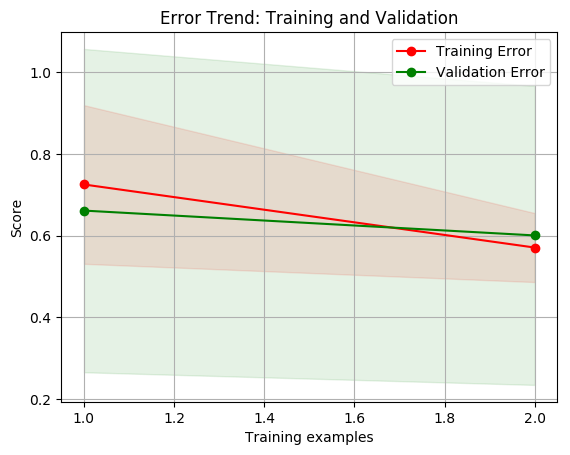 Error Trend: Training and Validation
Training Error
Validation Error
1.0
0.8
0.6
0.4
0.2
Score
1.0 1.2 1.4 1.6 1.8 2.0
Training examples